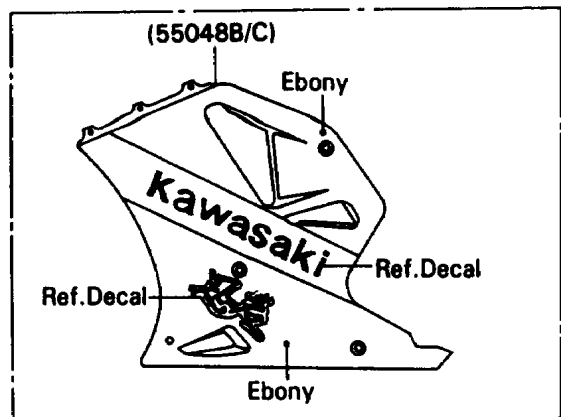 (55048B/C)
Ebony
Kawasaki
Ref.Decal
Ref.Decal
Ebony